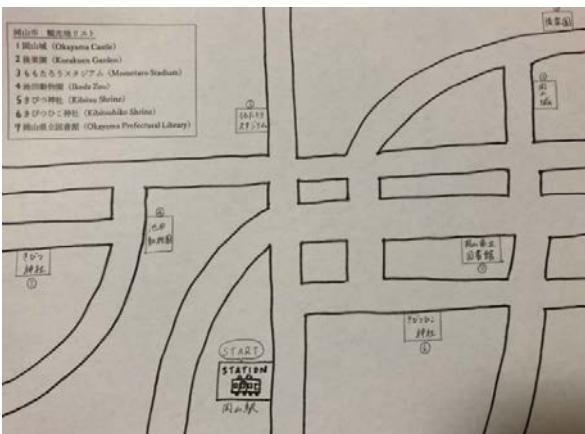 岡山市 観光地リスト
1 岡山城 (Okayama Castle)
2 後楽園 (Korakuen Garden)
3 ももたろうスタジアム (Momotaro Stadium)
4 池田動物園 (Ikeda Zoo)
5 きびつ神社 (Kibitsu Shrine)
6 きびつひこ神社 (Kibitsuhiko Shrine)
7 岡山県立図書館 (Okayama Prefectural Library)
後楽園
①
岡山城
③
ももたろう
スタジアム
④
池田
動物園
きびつ
神社
岡山県立
図書館
⑦
きびつひこ
神社
⑥
START
STATION
岡山駅